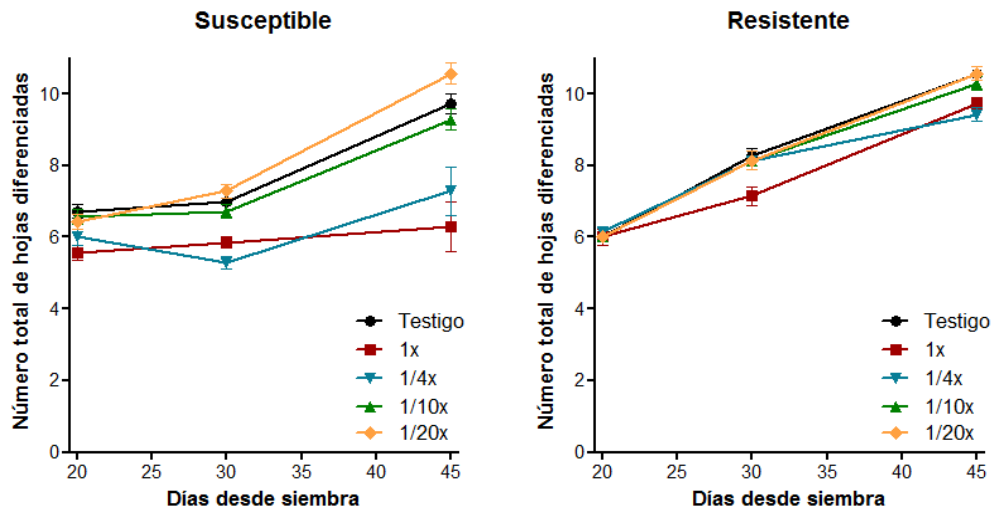 Susceptible
Número total de hojas diferenciadas
10
8
6
4
2
0
20 25 30 35 40 45
Días desde siembra
Testigo
1x
1/4x
1/10x
1/20x
Resistente
Número total de hojas diferenciadas
10
8
6
4
2
0
20 25 30 35 40 45
Días desde siembra
Testigo
1x
1/4x
1/10x
1/20x